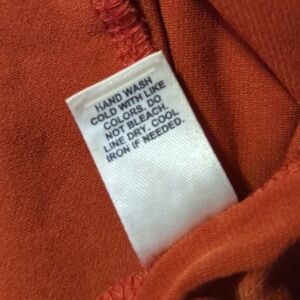 HAND WASH
COLD WITH LIKE
COLORS. DO
NOT BLEACH.
LINE DRY. COOL
IRON IF NEEDED.